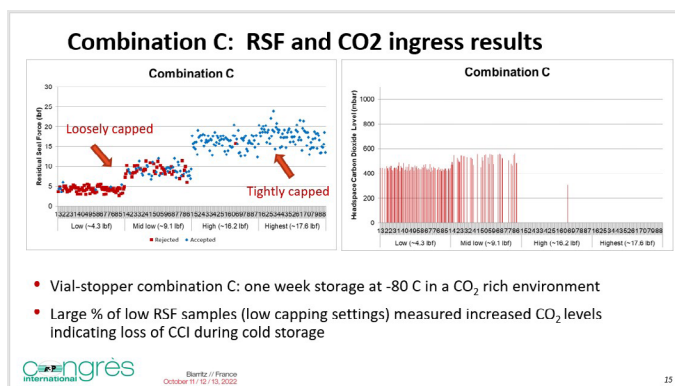 Combination C: RSF and CO2 ingress results
Combination C
Residual Seal Force (lbf)
30
25
20
15
10
5
0
Loosely capped
Tightly capped
Low (~4.3 lbf)
Mid low (~9.1 lbf)
High (~16.2 lbf)
Highest (~17.6 lbf)
Rejected
Accepted
Combination C
Headspace Carbon Dioxide Level (mbar)
1000
800
600
400
200
0
Low (~4.3 lbf)
Mid low (~9.1 lbf)
High (~16.2 lbf)
Highest (~17.6 lbf)
• Vial-stopper combination C: one week storage at -80 C in a CO2 rich environment
• Large % of low RSF samples (low capping settings) measured increased CO2 levels
indicating loss of CCI during cold storage
congrès
international
Biarritz // France
October 11 / 12 / 13, 2022
15